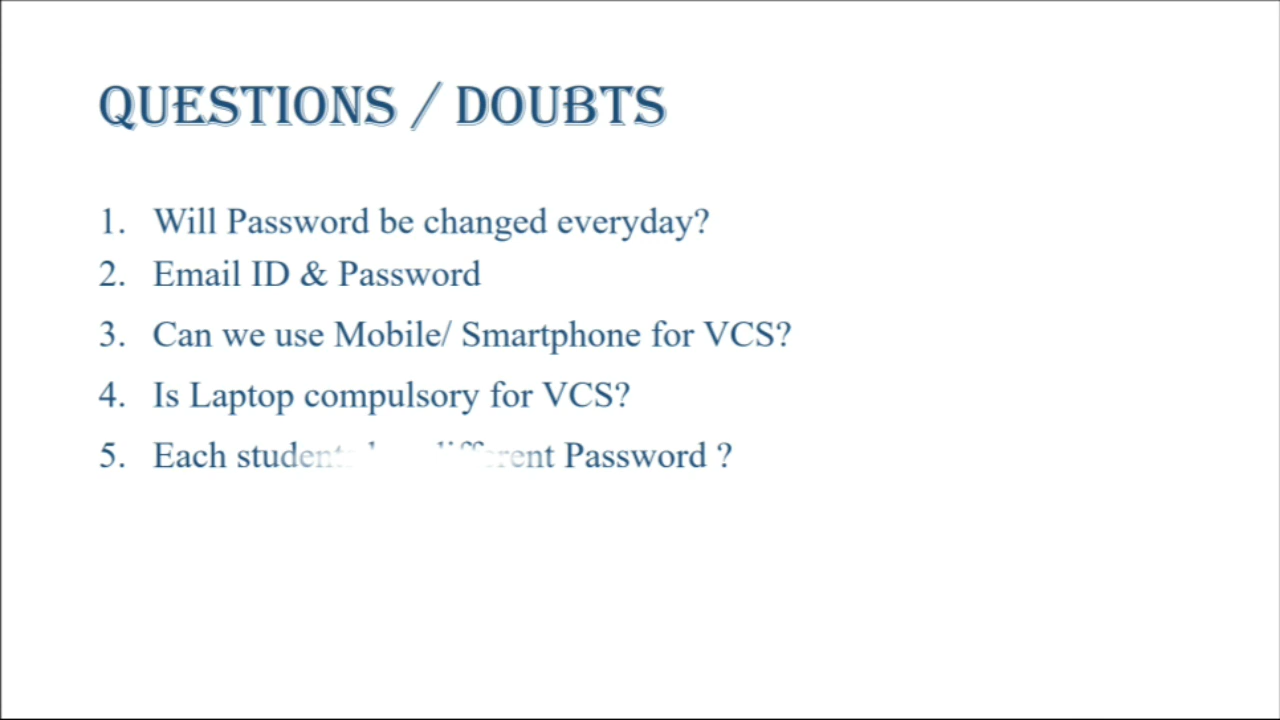 QUESTIONS / DOUBTS
1. Will Password be changed everyday?
2. Email ID & Password
3. Can we use Mobile/ Smartphone for VCS?
4. Is Laptop compulsory for VCS?
5. Each student different Password ?